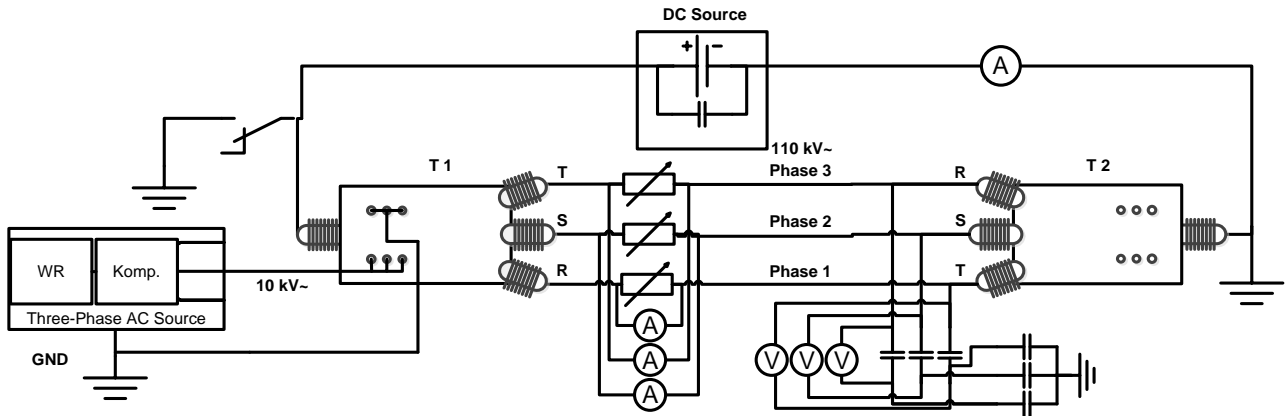 DC Source
+ −
A
110 kV~
T 1
T
Phase 3
R
T 2
S
Phase 2
S
WR
Komp.
10 kV~
R
Phase 1
T
Three-Phase AC Source
A
GND
A
V V V
A